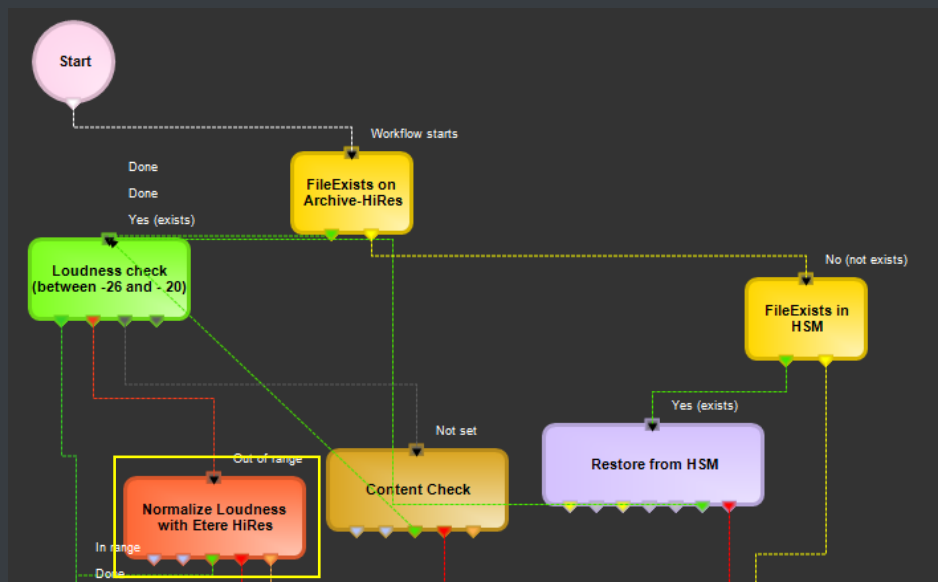 Start
Workflow starts
Done
Done
Yes (exists)
FileExists on
Archive-HiRes
No (not exists)
Loudness check
(between -26 and - 20)
FileExists in
HSM
Yes (exists)
Not set
Out of range
Restore from HSM
Content Check
Normalize Loudness
with Etere HiRes
In range
Done